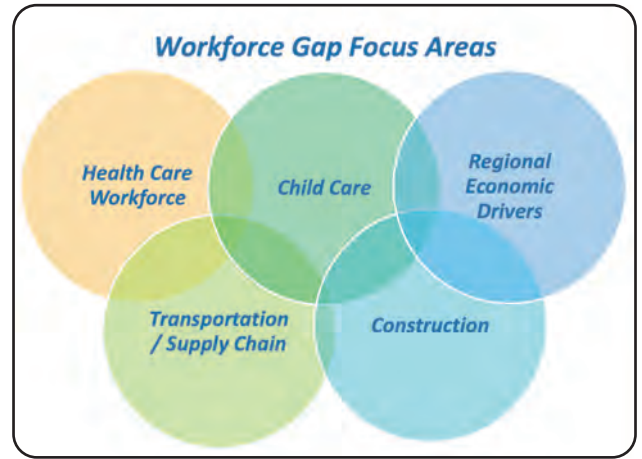 Workforce Gap Focus Areas
Health Care
Workforce
Child Care
Regional
Economic
Drivers
Transportation
/ Supply Chain
Construction